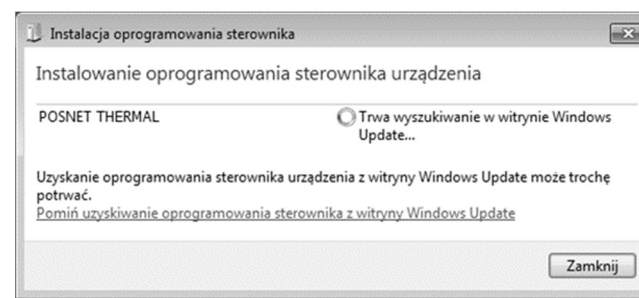 Instalacja oprogramowania sterownika
Instalowanie oprogramowania sterownika urządzenia
POSNET THERMAL
Trwa wyszukiwanie w witrynie Windows
Update...
Uzyskanie oprogramowania sterownika urządzenia z witryny Windows Update może trochę
potrwać.
Pomiń uzyskiwanie oprogramowania sterownika z witryny Windows Update
Zamknij